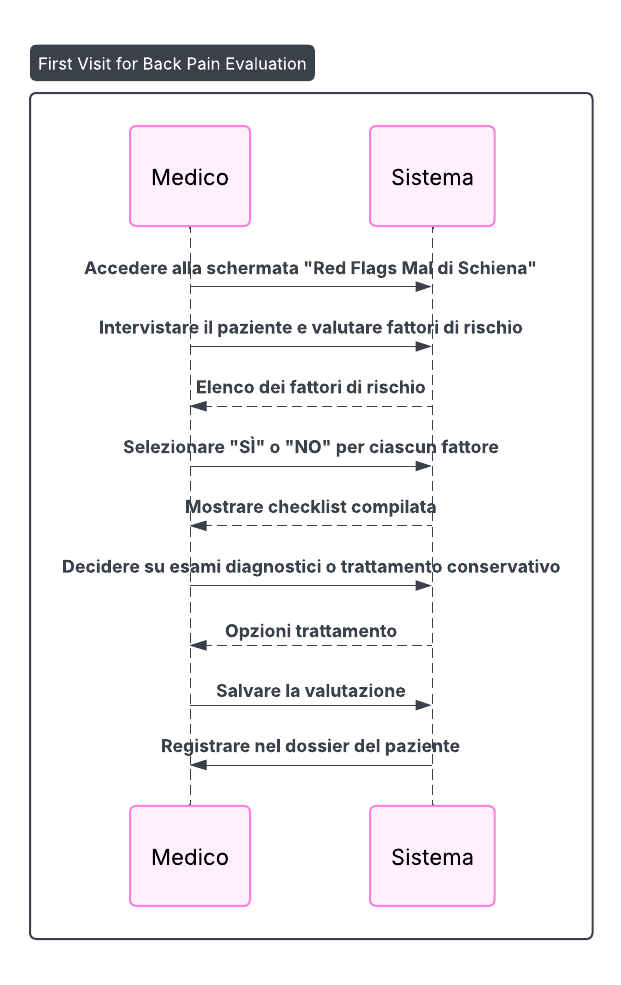 First Visit for Back Pain Evaluation
Medico
Sistema
Accedere alla schermata "Red Flags Mal di Schiena"
Intervistare il paziente e valutare fattori di rischio
Elenco dei fattori di rischio
Selezionare "SÌ" o "NO" per ciascun fattore
Mostrare checklist compilata
Decidere su esami diagnostici o trattamento conservativo
Opzioni trattamento
Salvare la valutazione
Registrare nel dossier del paziente
Medico
Sistema